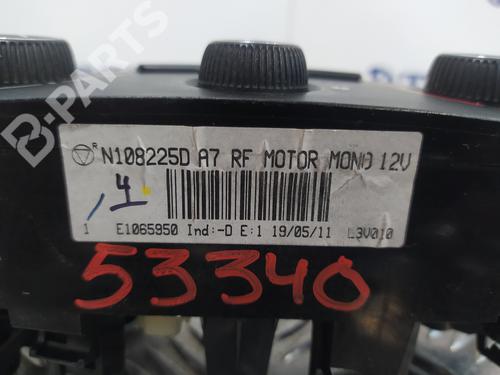 B-PARTS
R N108225D A7 RF MOTOR MONO 12V
4
1 E1065950 Ind:-D E:1 19/05/11 L3V010
53340